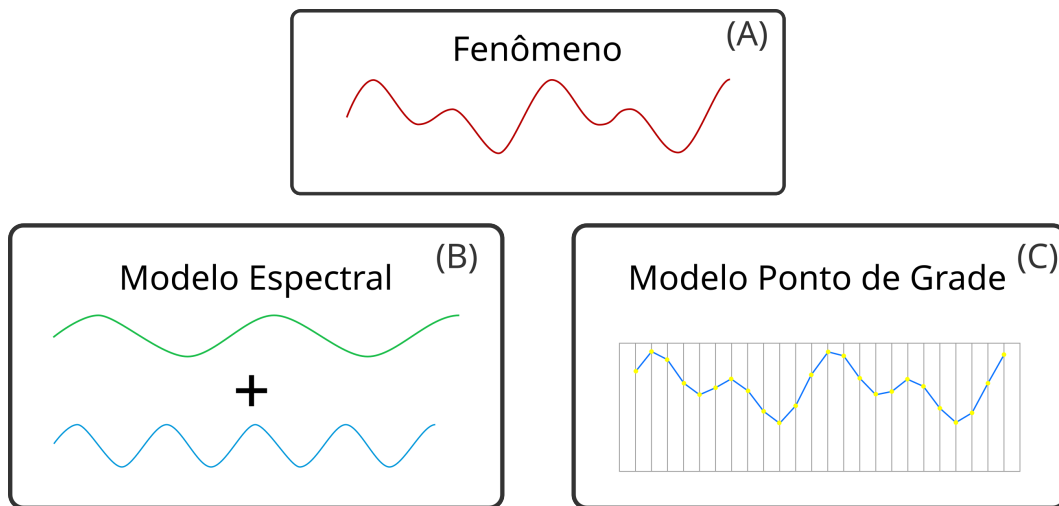 (A)
Fenômeno
(B)
Modelo Espectral
+
(C)
Modelo Ponto de Grade